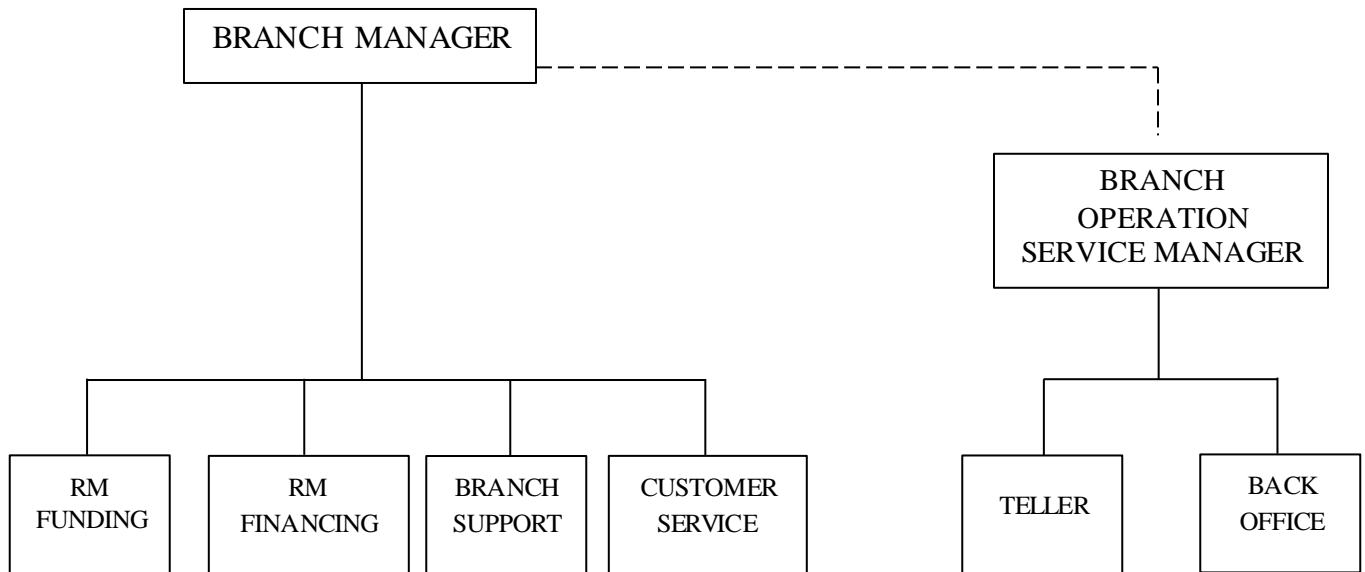 BRANCH MANAGER
BRANCH
OPERATION
SERVICE MANAGER
RM
FUNDING
RM
FINANCING
BRANCH
SUPPORT
CUSTOMER
SERVICE
TELLER
BACK
OFFICE